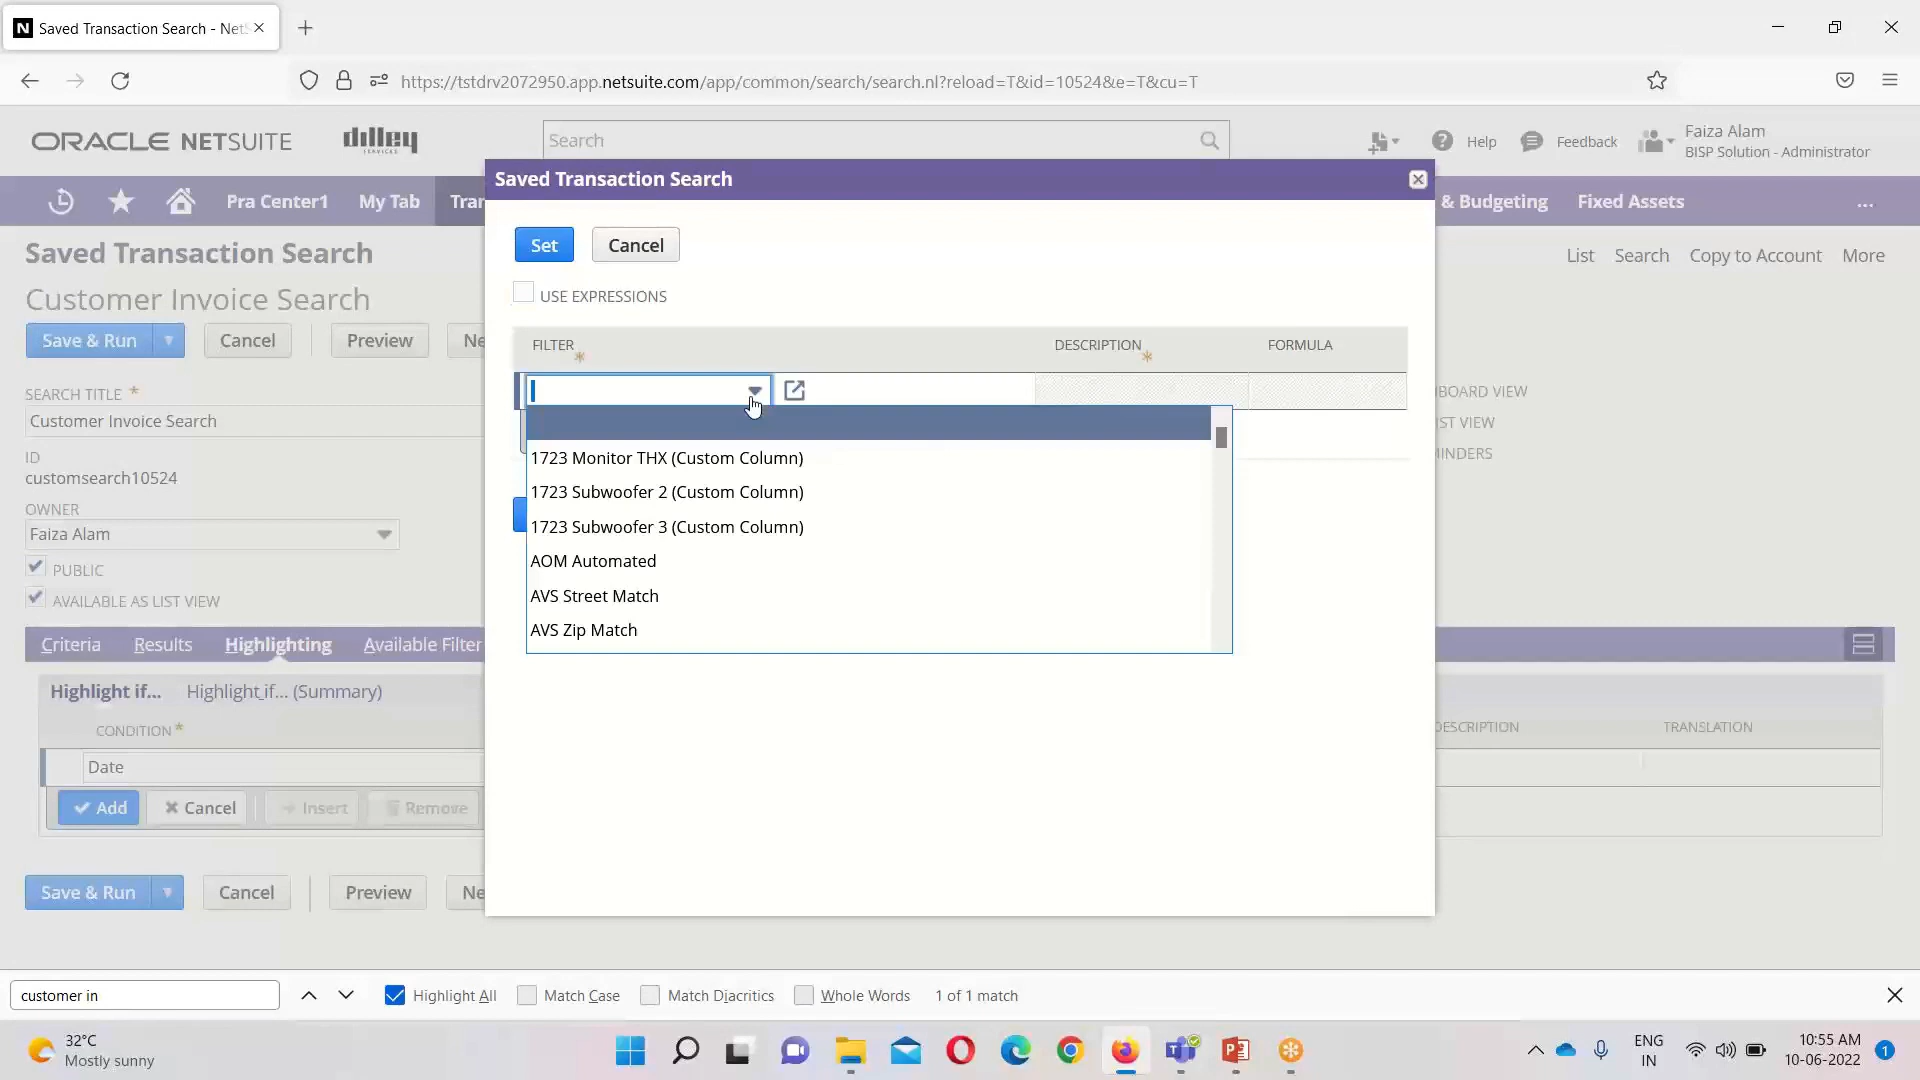 N Saved Transaction Search - Net
https://tstdrv2072950.app.netsuite.com/app/common/search/search.nl?reload=T&id=10524&e=T&cu=T
ORACLE NETSUITE
dilley
SERVICES
Search
Help
Feedback
Faiza Alam
BISP Solution - Administrator
Pra Center1
My Tab
Tra
& Budgeting
Fixed Assets
...
Saved Transaction Search
Set
Cancel
USE EXPRESSIONS
FILTER *
DESCRIPTION *
FORMULA
1723 Monitor THX (Custom Column)
1723 Subwoofer 2 (Custom Column)
1723 Subwoofer 3 (Custom Column)
AOM Automated
AVS Street Match
AVS Zip Match
Saved Transaction Search
List
Search
Copy to Account
More
Customer Invoice Search
Save & Run
Cancel
Preview
Ne
SEARCH TITLE *
Customer Invoice Search
BOARD VIEW
ID
customsearch10524
IST VIEW
MINDERS
OWNER
Faiza Alam
PUBLIC
AVAILABLE AS LIST VIEW
Criteria
Results
Highlighting
Available Filter
Highlight if...
Highlight if... (Summary)
CONDITION *
DESCRIPTION
TRANSLATION
Date
Add
Cancel
Insert
Remove
Save & Run
Cancel
Preview
Ne
customer in
Highlight All
Match Case
Match Diacritics
Whole Words
1 of 1 match
32°C
Mostly sunny
ENG
IN
10:55 AM
10-06-2022
1